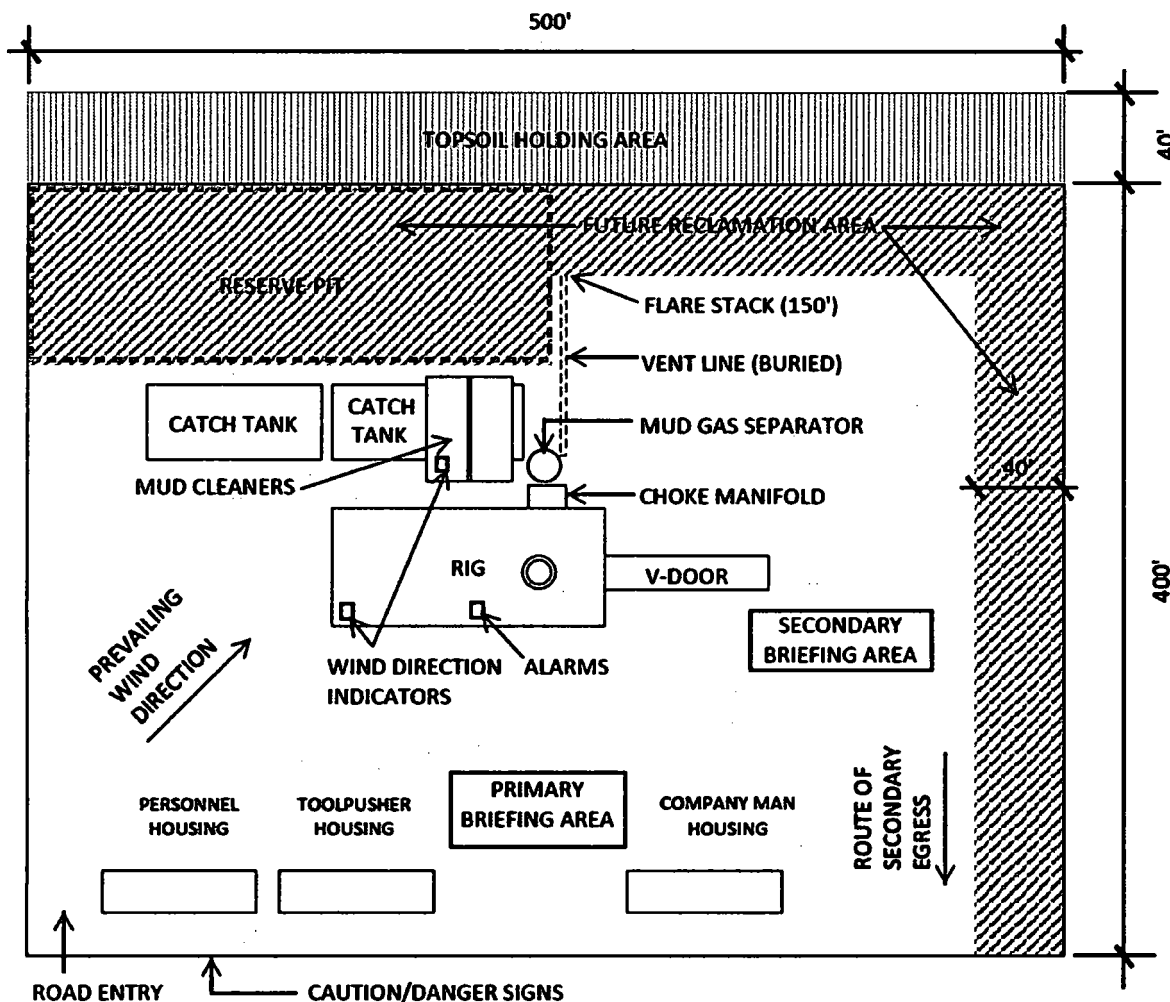 500'
TOPSOIL HOLDING AREA
40'
FUTURE RECLAMATION AREA
RESERVE PIT
FLARE STACK (150')
VENT LINE (BURIED)
CATCH TANK
CATCH
TANK
MUD GAS SEPARATOR
MUD CLEANERS
CHOKE MANIFOLD
40'
RIG
V-DOOR
400'
PREVAILING
WIND
DIRECTION
WIND DIRECTION
INDICATORS
ALARMS
SECONDARY
BRIEFING AREA
PERSONNEL
HOUSING
TOOLPUSHER
HOUSING
PRIMARY
BRIEFING AREA
COMPANY MAN
HOUSING
ROUTE OF
SECONDARY
EGRESS
ROAD ENTRY
CAUTION/DANGER SIGNS